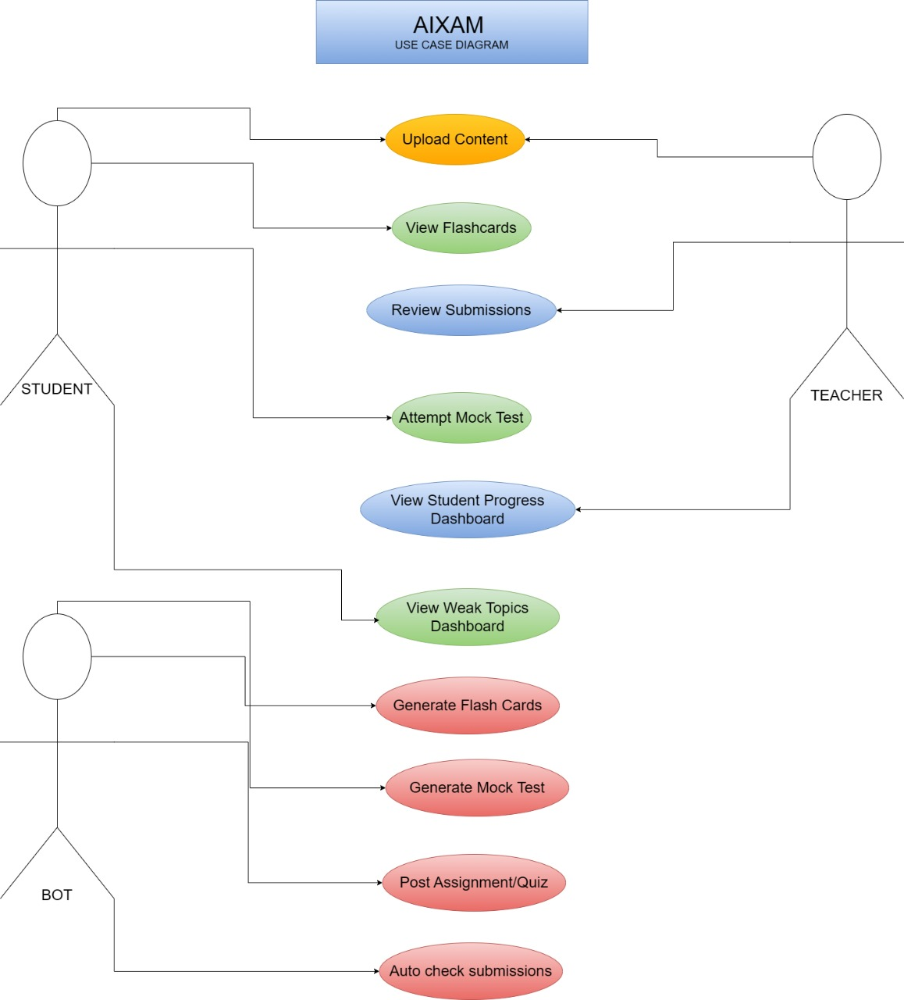 AIXAM
USE CASE DIAGRAM
Upload Content
View Flashcards
Review Submissions
STUDENT
TEACHER
Attempt Mock Test
View Student Progress
Dashboard
View Weak Topics
Dashboard
Generate Flash Cards
Generate Mock Test
Post Assignment/Quiz
BOT
Auto check submissions